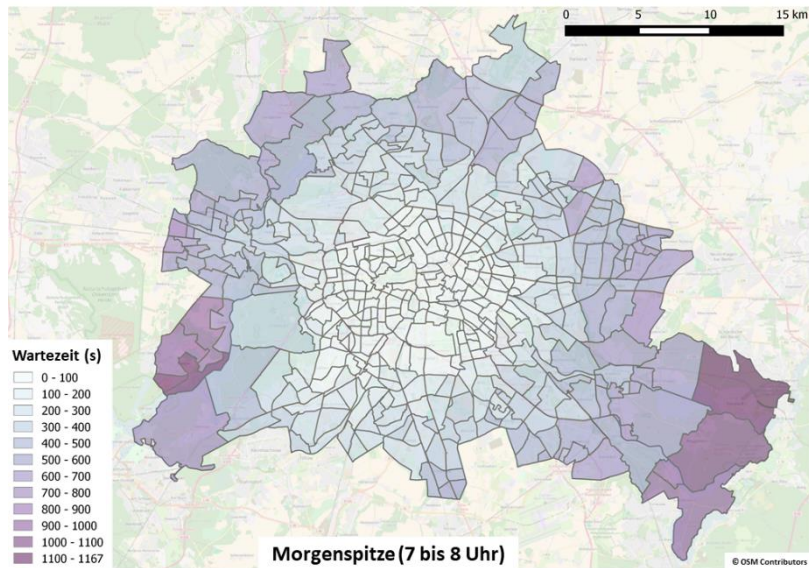 0 5 10 15 km
Wartezeit (s)
0 - 100
100 - 200
200 - 300
300 - 400
400 - 500
500 - 600
600 - 700
700 - 800
800 - 900
900 - 1000
1000 - 1100
1100 - 1167
Morgenspitze (7 bis 8 Uhr)
© OSM Contributors